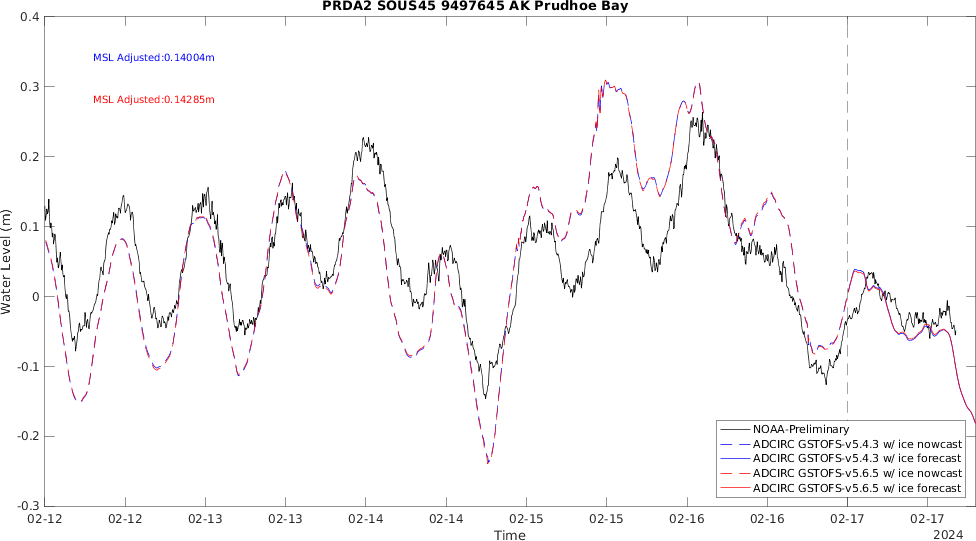 PRDA2 SOUS45 9497645 AK Prudhoe Bay
MSL Adjusted:0.14004m
MSL Adjusted:0.14285m
Water Level (m)
0.4
0.3
0.2
0.1
0
-0.1
-0.2
-0.3
NOAA-Preliminary
ADCIRC GSTOFS-v5.4.3 w/ ice nowcast
ADCIRC GSTOFS-v5.4.3 w/ ice forecast
ADCIRC GSTOFS-v5.6.5 w/ ice nowcast
ADCIRC GSTOFS-v5.6.5 w/ ice forecast
02-12 02-12 02-13 02-13 02-14 02-14 02-15 02-15 02-16 02-16 02-17 02-17
Time
2024